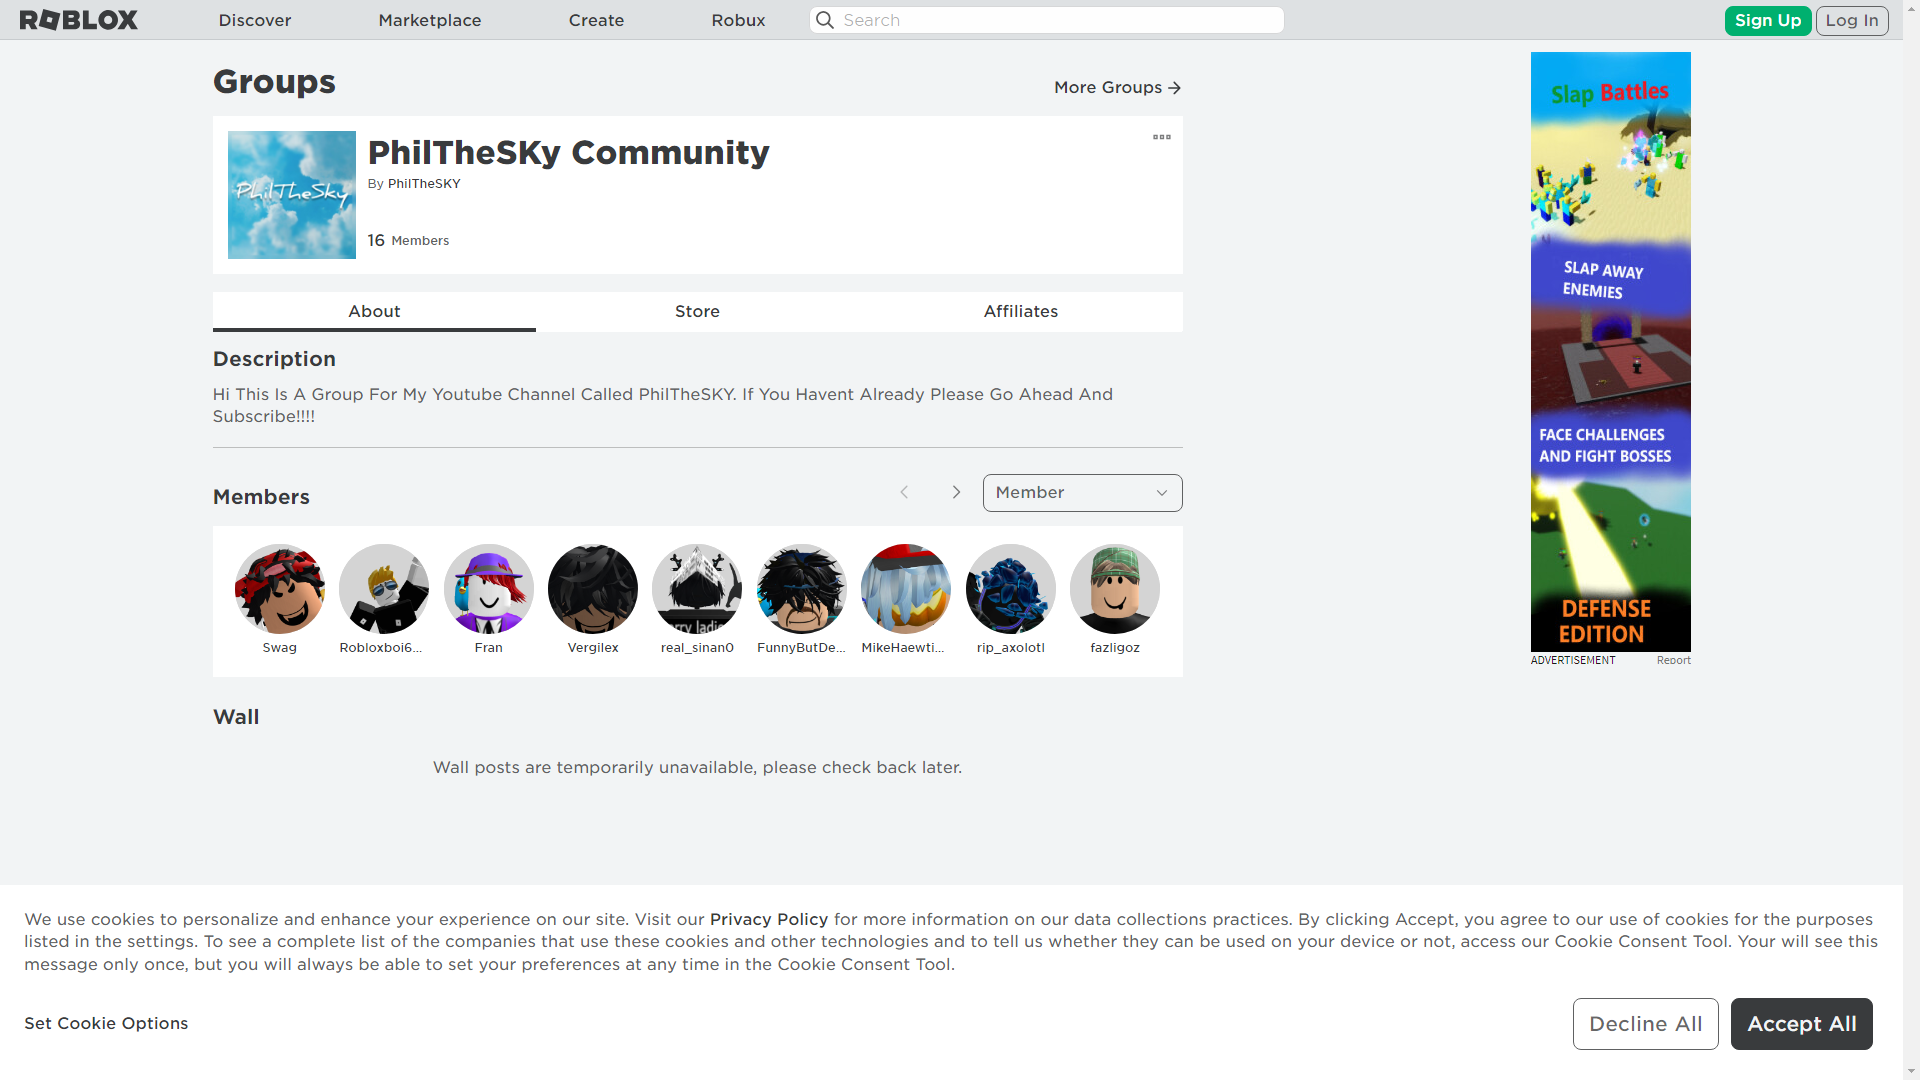 ROBLOX
Discover
Marketplace
Create
Robux
Search
Sign Up
Log In
Groups
More Groups
PhilTheSky
PhilTheSKy Community
By PhilTheSKY
16 Members
About
Store
Affiliates
Description
Hi This Is A Group For My Youtube Channel Called PhilTheSKY. If You Havent Already Please Go Ahead And
Subscribe!!!!
Members
Member
Swag
Robloxboi6...
Fran
Vergilex
real_sinan0
FunnyButDe...
MikeHaewti...
rip_axolotl
fazligoz
Wall
Wall posts are temporarily unavailable, please check back later.
Slap Battles
SLAP AWAY
ENEMIES
FACE CHALLENGES
AND FIGHT BOSSES
DEFENSE
EDITION
ADVERTISEMENT
Report
We use cookies to personalize and enhance your experience on our site. Visit our Privacy Policy for more information on our data collections practices. By clicking Accept, you agree to our use of cookies for the purposes
listed in the settings. To see a complete list of the companies that use these cookies and other technologies and to tell us whether they can be used on your device or not, access our Cookie Consent Tool. Your will see this
message only once, but you will always be able to set your preferences at any time in the Cookie Consent Tool.
Set Cookie Options
Decline All
Accept All